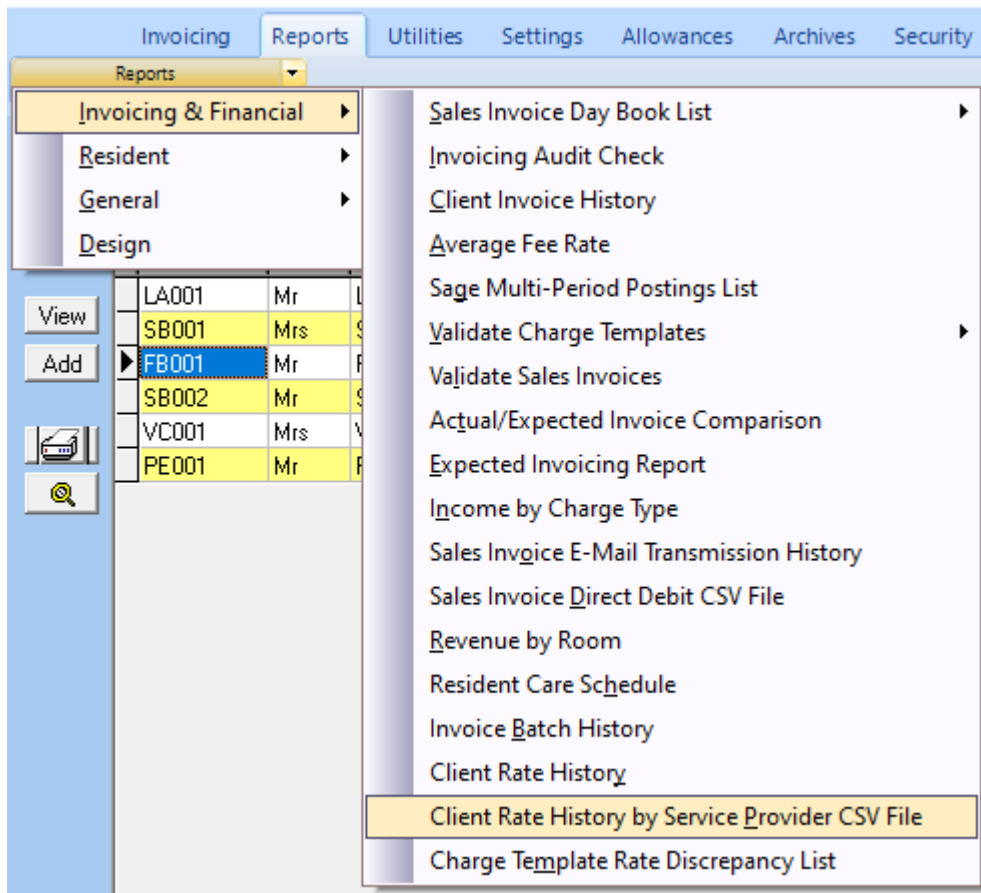 Invoicing Reports Utilities Settings Allowances Archives Security
Reports
Invoicing & Financial
Resident
General
Design
Sales Invoice Day Book List
Invoicing Audit Check
Client Invoice History
Average Fee Rate
Sage Multi-Period Postings List
Validate Charge Templates
Validate Sales Invoices
Actual/Expected Invoice Comparison
Expected Invoicing Report
Income by Charge Type
Sales Invoice E-Mail Transmission History
Sales Invoice Direct Debit CSV File
Revenue by Room
Resident Care Schedule
Invoice Batch History
Client Rate History
Client Rate History by Service Provider CSV File
Charge Template Rate Discrepancy List
View
Add
LA001 Mr
SB001 Mrs
FB001 Mr
SB002 Mr
VC001 Mrs
PE001 Mr